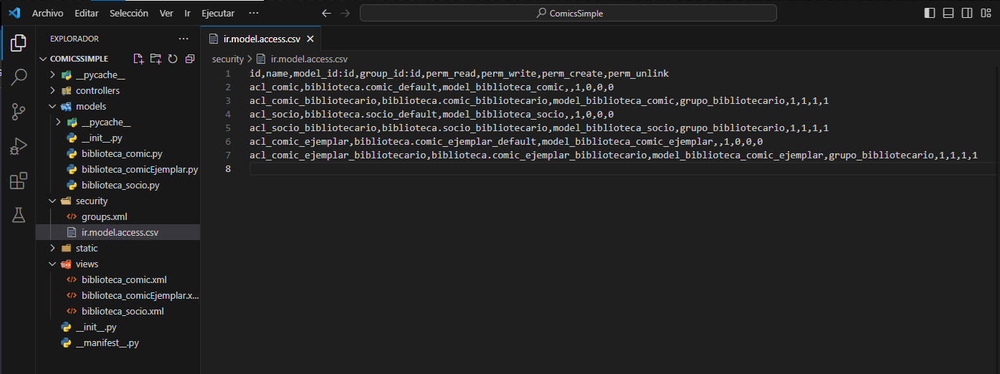 Archivo Editar Selección Ver Ir Ejecutar ··· ComicsSimple
EXPLORADOR ···
COMICSSIMPLE
__pycache__
controllers
models
__pycache__
__init__.py
biblioteca_comic.py
biblioteca_comicEjemplar.py
biblioteca_socio.py
security
groups.xml
ir.model.access.csv
static
views
biblioteca_comic.xml
biblioteca_comicEjemplar.x...
biblioteca_socio.xml
__init__.py
__manifest__.py
ir.model.access.csv
security > ir.model.access.csv
1 id,name,model_id:id,group_id:id,perm_read,perm_write,perm_create,perm_unlink
2 acl_comic,biblioteca.comic_default,model_biblioteca_comic,,1,0,0,0
3 acl_comic_bibliotecario,biblioteca.comic_bibliotecario,model_biblioteca_comic,grupo_bibliotecario,1,1,1,1
4 acl_socio,biblioteca.socio_default,model_biblioteca_socio,,1,0,0,0
5 acl_socio_bibliotecario,biblioteca.socio_bibliotecario,model_biblioteca_socio,grupo_bibliotecario,1,1,1,1
6 acl_comic_ejemplar,biblioteca.comic_ejemplar_default,model_biblioteca_comic_ejemplar,,1,0,0,0
7 acl_comic_ejemplar_bibliotecario,biblioteca.comic_ejemplar_bibliotecario,model_biblioteca_comic_ejemplar,grupo_bibliotecario,1,1,1,1
8